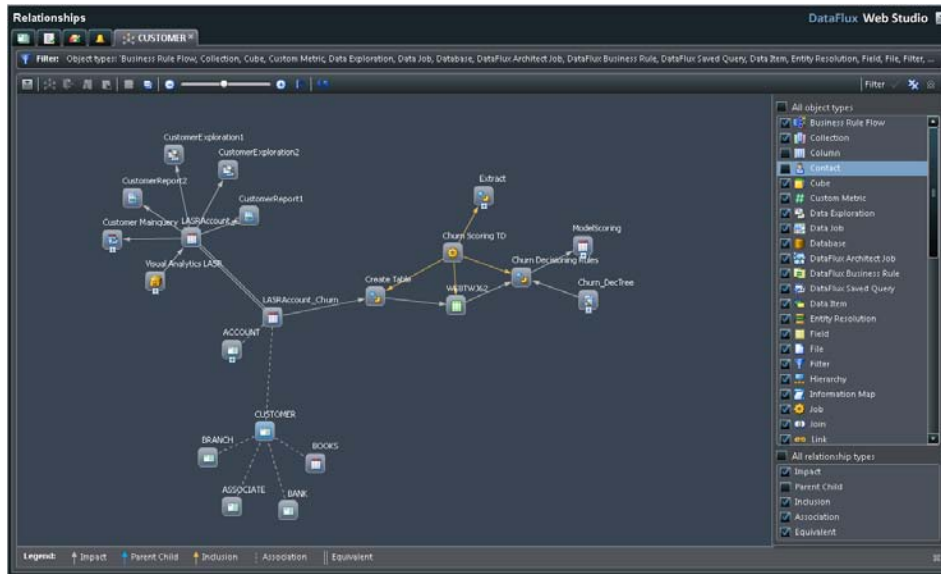 Relationships
DataFlux Web Studio
CUSTOMER
Filter: Object types: 'Business Rule Flow, Collection, Cube, Custom Metric, Data Exploration, Data Job, Database, DataFlux Architect Job, DataFlux Business Rule, DataFlux Saved Query, Data Item, Entity Resolution, Field, File, Filter, ...
Filter
CustomerExploration1
CustomerExploration2
CustomerReport2
CustomerReport1
Customer Mainquery
LASRAccount
Visual Analytics LASR
Extract
Churn Scoring TD
ModelScoring
Churn Decisioning Rules
Create Table
Churn_DecTree
LASRAccount_Churn
ACCOUNT
CUSTOMER
BRANCH
BOOKS
ASSOCIATE
BANK
All object types
Business Rule Flow
Collection
Column
Contact
Cube
Custom Metric
Data Exploration
Data Job
Database
DataFlux Architect Job
DataFlux Business Rule
DataFlux Saved Query
Data Item
Entity Resolution
Field
File
Filter
Hierarchy
Information Map
Job
Join
Link
All relationship types
Impact
Parent Child
Inclusion
Association
Equivalent
Legend: Impact Parent Child Inclusion Association Equivalent